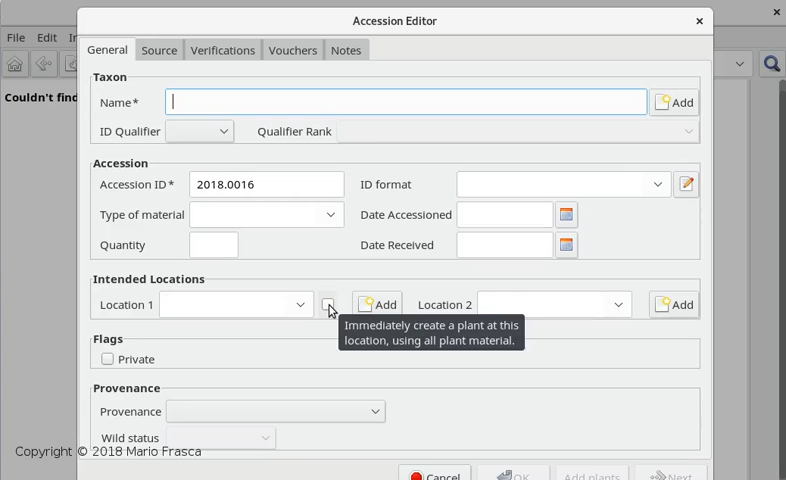 Accession Editor
×
×
File Edit In
General Source Verifications Vouchers Notes
Couldn't find
Taxon
Name* Add
ID Qualifier Qualifier Rank
Accession
Accession ID* 2018.0016 ID format
Type of material Date Accessioned
Quantity Date Received
Intended Locations
Location 1 Add Location 2 Add
Immediately create a plant at this
location, using all plant material.
Flags
Private
Provenance
Provenance
Wild status
Copyright © 2018 Mario Frasca
Cancel OK Add plants Next